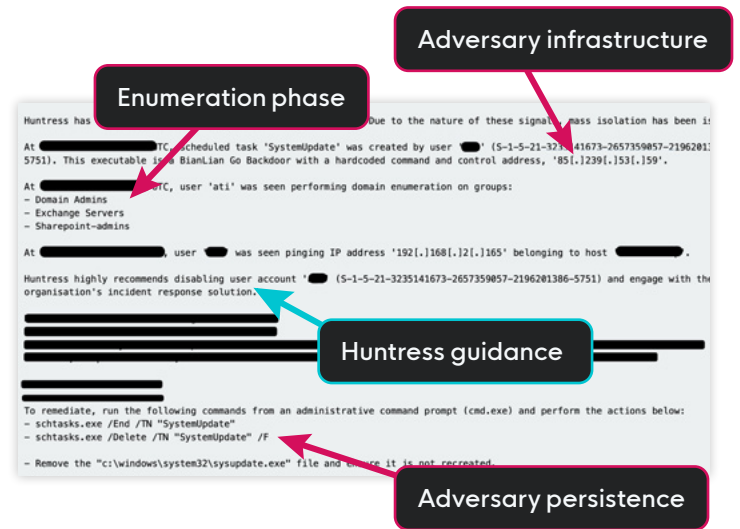 Adversary infrastructure
Enumeration phase
Huntress has Due to the nature of these signals, mass isolation has been is
At TC, scheduled task 'SystemUpdate' was created by user ' ' (S-1-5-21-3235141673-2657359057-2196201
5751). This executable is a BianLian Go Backdoor with a hardcoded command and control address, '85[.]239[.]53[.]59'.
At UTC, user 'ati' was seen performing domain enumeration on groups:
- Domain Admins
- Exchange Servers
- Sharepoint-admins
At , user was seen pinging IP address '192[.]168[.]2[.]165' belonging to host .
Huntress highly recommends disabling user account ' (S-1-5-21-3235141673-2657359057-2196201386-5751) and engage with the
organisation's incident response solution.
Huntress guidance
To remediate, run the following commands from an administrative command prompt (cmd.exe) and perform the actions below:
- schtasks.exe /End /TN "SystemUpdate"
- schtasks.exe /Delete /TN "SystemUpdate" /F
- Remove the "c:\windows\system32\sysupdate.exe" file and ensure it is not recreated.
Adversary persistence